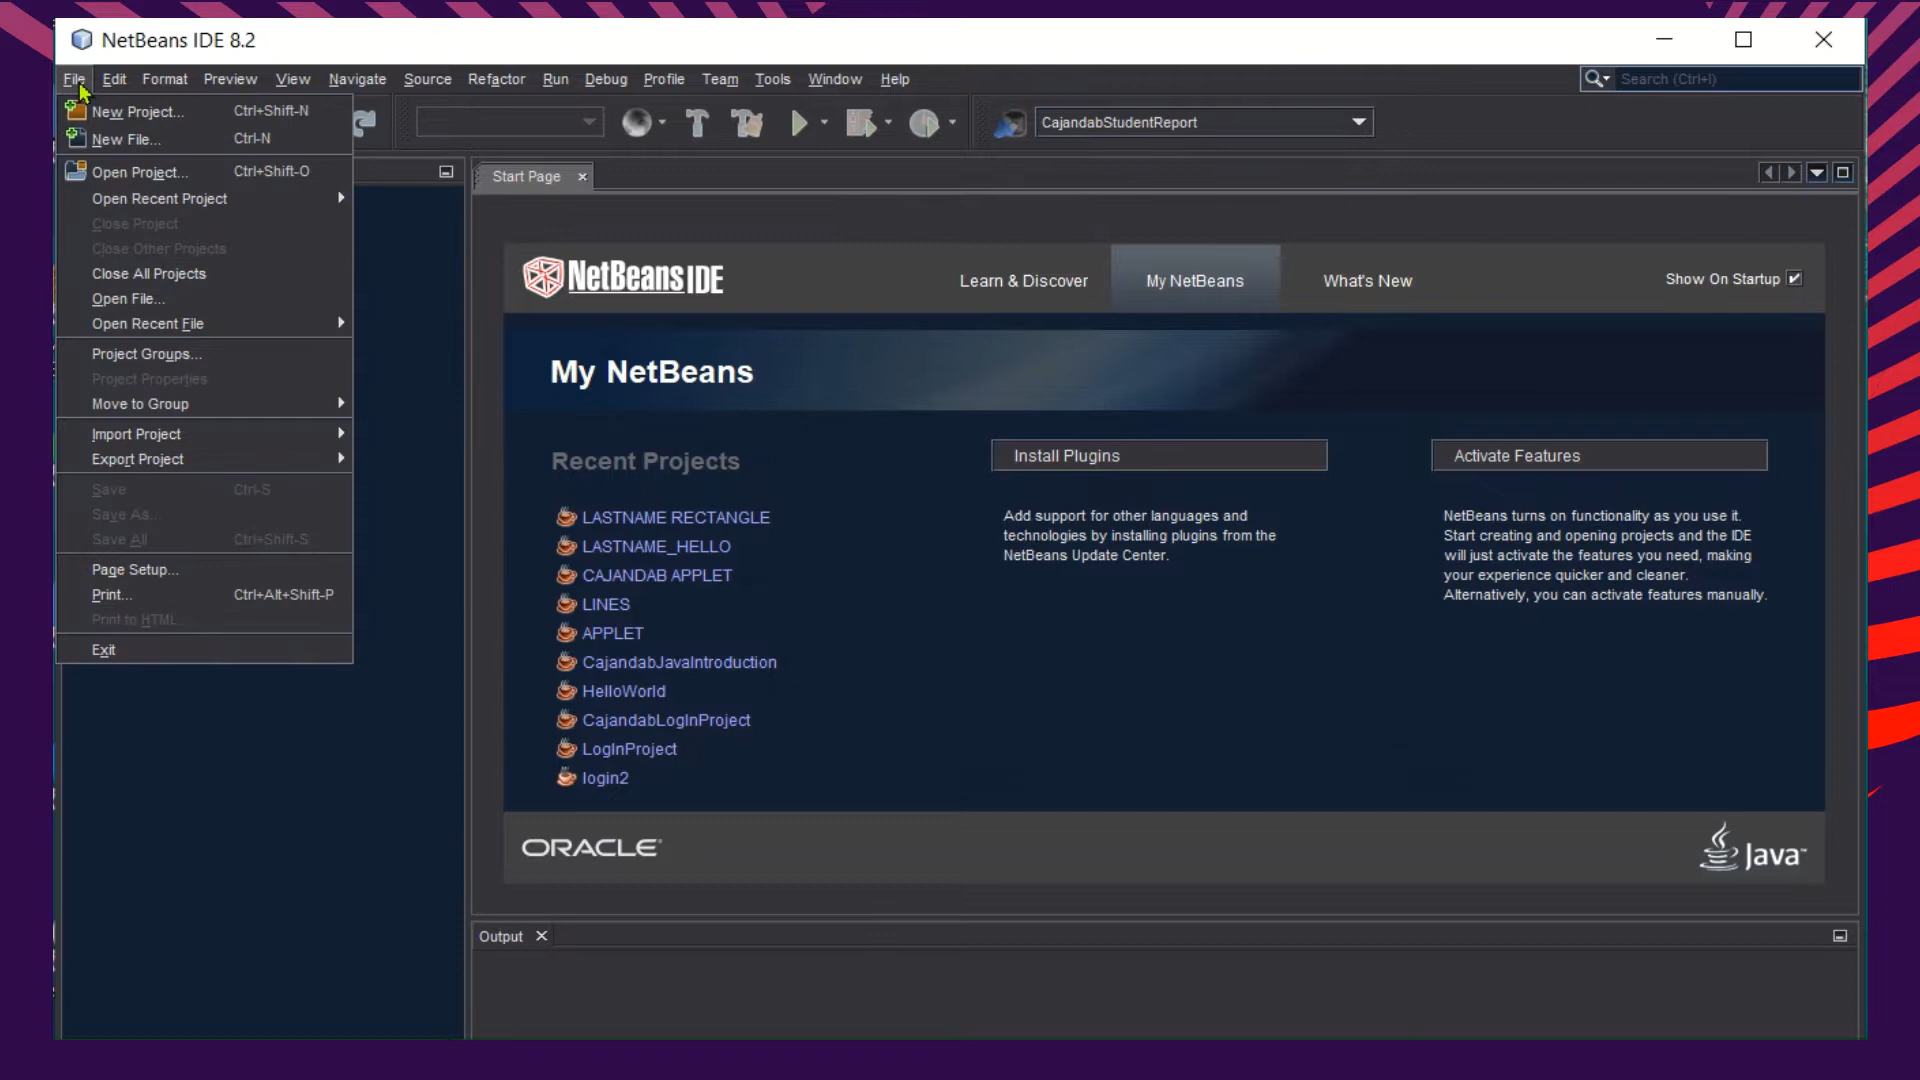 NetBeans IDE 8.2
File Edit Format Preview View Navigate Source Refactor Run Debug Profile Team Tools Window Help
Search (Ctrl+I)
New Project... Ctrl+Shift-N
New File... Ctrl-N
CajandabStudentReport
Open Project... Ctrl+Shift-O
Open Recent Project
Close Project
Close Other Projects
Close All Projects
Open File...
Open Recent File
Project Groups...
Project Properties
Move to Group
Import Project
Export Project
Save Ctrl-S
Save As...
Save All Ctrl+Shift-S
Page Setup...
Print... Ctrl+Alt+Shift-P
Print to HTML...
Exit
Start Page
NetBeans IDE
Learn & Discover
My NetBeans
What's New
Show On Startup
My NetBeans
Recent Projects
LASTNAME RECTANGLE
LASTNAME_HELLO
CAJANDAB APPLET
LINES
APPLET
CajandabJavaIntroduction
HelloWorld
CajandabLogInProject
LogInProject
login2
Install Plugins
Add support for other languages and
technologies by installing plugins from the
NetBeans Update Center.
Activate Features
NetBeans turns on functionality as you use it.
Start creating and opening projects and the IDE
will just activate the features you need, making
your experience quicker and cleaner.
Alternatively, you can activate features manually.
ORACLE
Java
Output